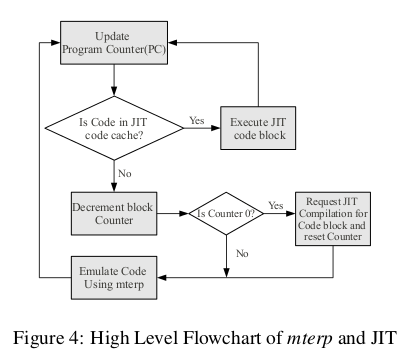 Update
Program Counter(PC)
Is Code in JIT
code cache?
Yes
Execute JIT
code block
No
Decrement block
Counter
Is Counter 0?
Yes
Request JIT
Compilation for
Code block and
reset Counter
No
Emulate Code
Using mterp
Figure 4: High Level Flowchart of mterp and JIT